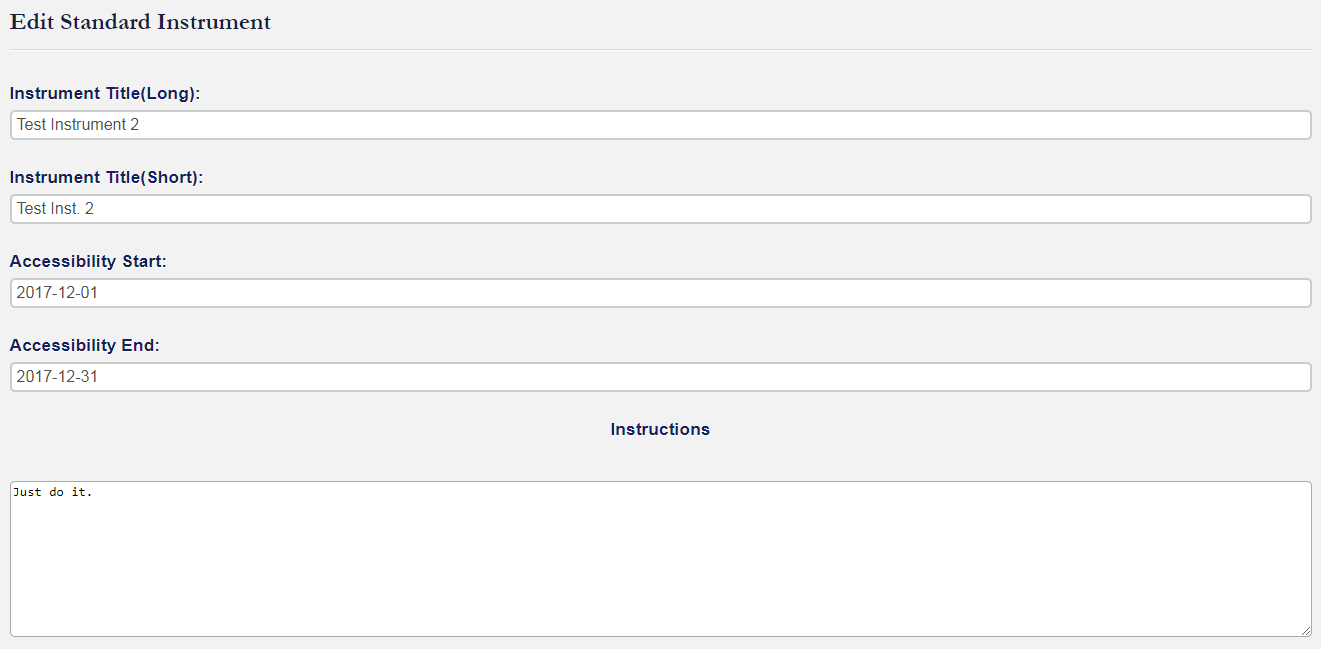 Edit Standard Instrument
Instrument Title(Long):
Test Instrument 2
Instrument Title(Short):
Test Inst. 2
Accessibility Start:
2017-12-01
Accessibility End:
2017-12-31
Instructions
Just do it.